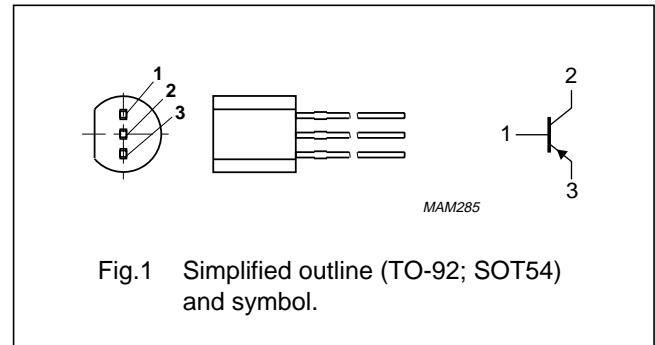 1
2
3
1
2
3
MAM285
Fig.1 Simplified outline (TO-92; SOT54)
and symbol.